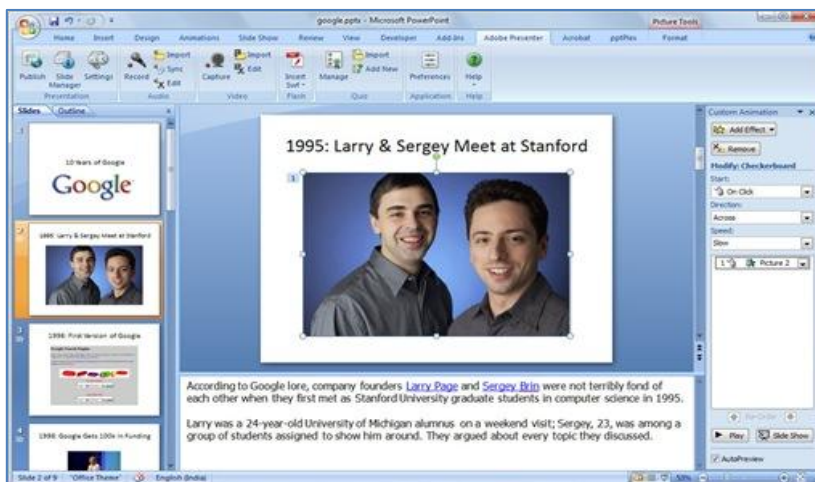 google.pptx - Microsoft PowerPoint
Picture Tools
Home Insert Design Animations Slide Show Review View Developer Add-Ins Adobe Presenter Acrobat pptPlex Format
Import Import Import
Sync Edit Add New
Edit
Publish Slide Manager Settings Record Capture Insert Swf Manage Preferences Help
Presentation Audio Video Flash Quiz Application Help
Slides Outline
1
10 Years of Google
Google
2
1995: Larry & Sergey Meet at Stanford
3
1996: First Version of Google
4
1998: Google Gets 100k in Funding
1995: Larry & Sergey Meet at Stanford
1
According to Google lore, company founders Larry Page and Sergey Brin were not terribly fond of
each other when they first met as Stanford University graduate students in computer science in 1995.
Larry was a 24-year-old University of Michigan alumnus on a weekend visit; Sergey, 23, was among a
group of students assigned to show him around. They argued about every topic they discussed.
Custom Animation
Add Effect
Remove
Modify: Checkerboard
Start:
On Click
Direction:
Across
Speed:
Slow
1 Picture 2
Re-Order
Play Slide Show
AutoPreview
Slide 2 of 9 "Office Theme" English (India) 53%